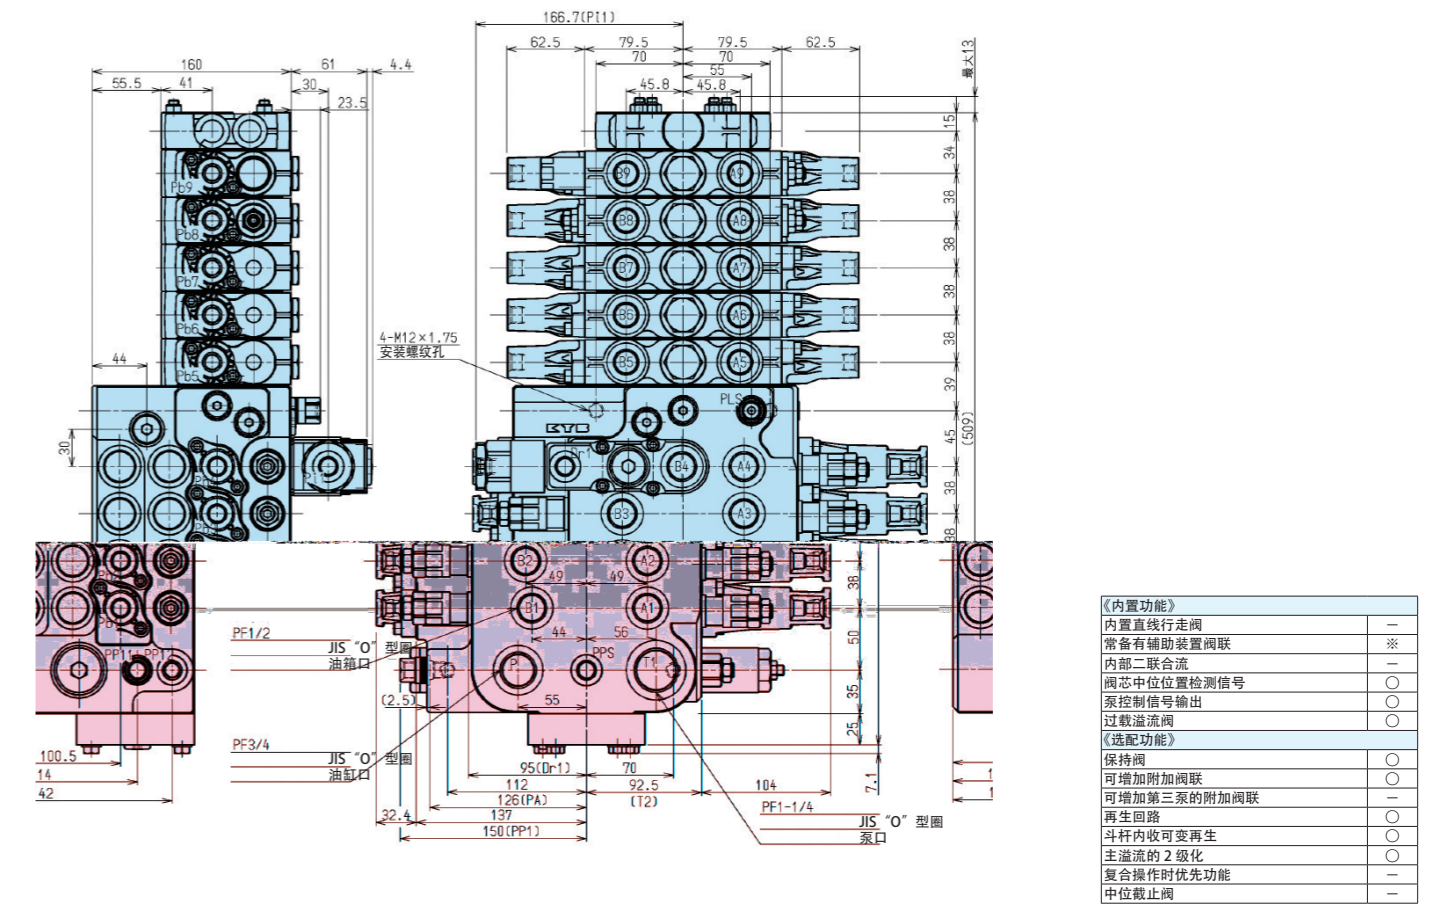 166.7(PI1)
62.5 79.5 79.5 62.5
70 70
55
45.8 45.8
最大13
160 61 4.4
55.5 41 30
23.5
15
34
38
38
38
38
39
45
38
38
(509)
Pb9
Pb8
Pb7
Pb6
Pb5
B9 A9
B8 A8
B7 A7
B6 A6
B5 A5
44
30
4-M12×1.75
安装螺纹孔
PLS
KYB
Dr1
B4 A4
B3 A3
B2 A2
49 49
38
B1 A1
44 56
50
PF1/2
JIS “O” 型圈
油箱口
PP11 PP12
P PPS T1
(2.5)
55
35
25
PF3/4
JIS “O” 型圈
油缸口
100.5
14
42
95(Dr1) 70
112 92.5 104
126(PA) (T2)
32.4 137
150(PP1)
7.1
PF1-1/4
JIS “O” 型圈
泵口
《内置功能》
内置直线行走阀 —
常备有辅助装置阀联 ※
内部二联合流 —
阀芯中位位置检测信号 ○
泵控制信号输出 ○
过载溢流阀 ○
《选配功能》
保持阀 ○
可增加附加阀联 ○
可增加第三泵的附加阀联 —
再生回路 ○
斗杆内收可变再生 ○
主溢流的 2 级化 ○
复合操作时优先功能 —
中位截止阀 —